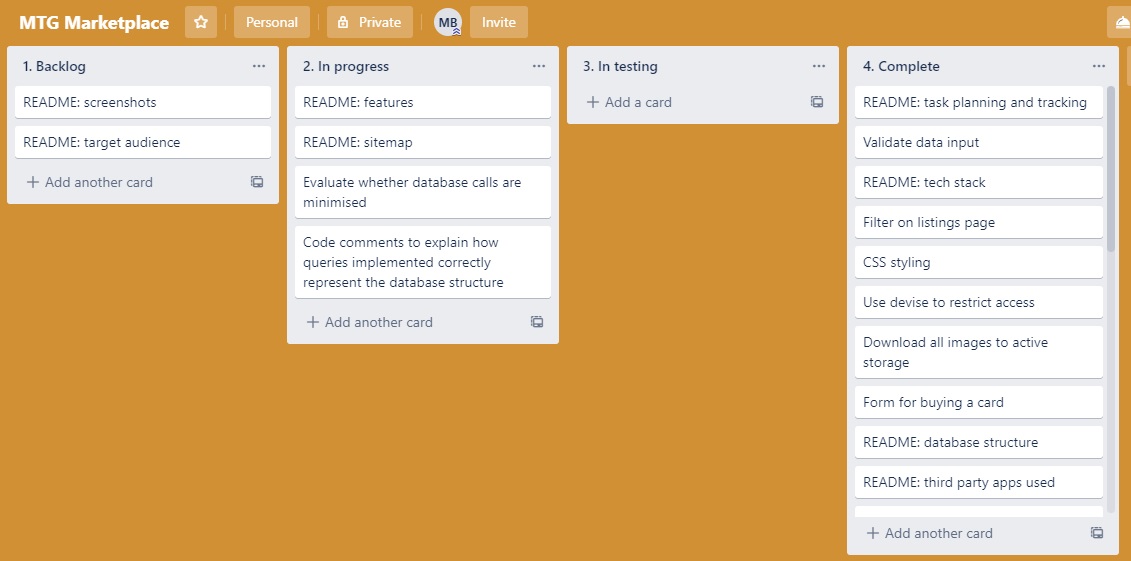 MTG Marketplace
Personal
Private
MB
Invite
1. Backlog
README: screenshots
README: target audience
Add another card
2. In progress
README: features
README: sitemap
Evaluate whether database calls are
minimised
Code comments to explain how
queries implemented correctly
represent the database structure
Add another card
3. In testing
Add a card
4. Complete
README: task planning and tracking
Validate data input
README: tech stack
Filter on listings page
CSS styling
Use devise to restrict access
Download all images to active
storage
Form for buying a card
README: database structure
README: third party apps used
Add another card